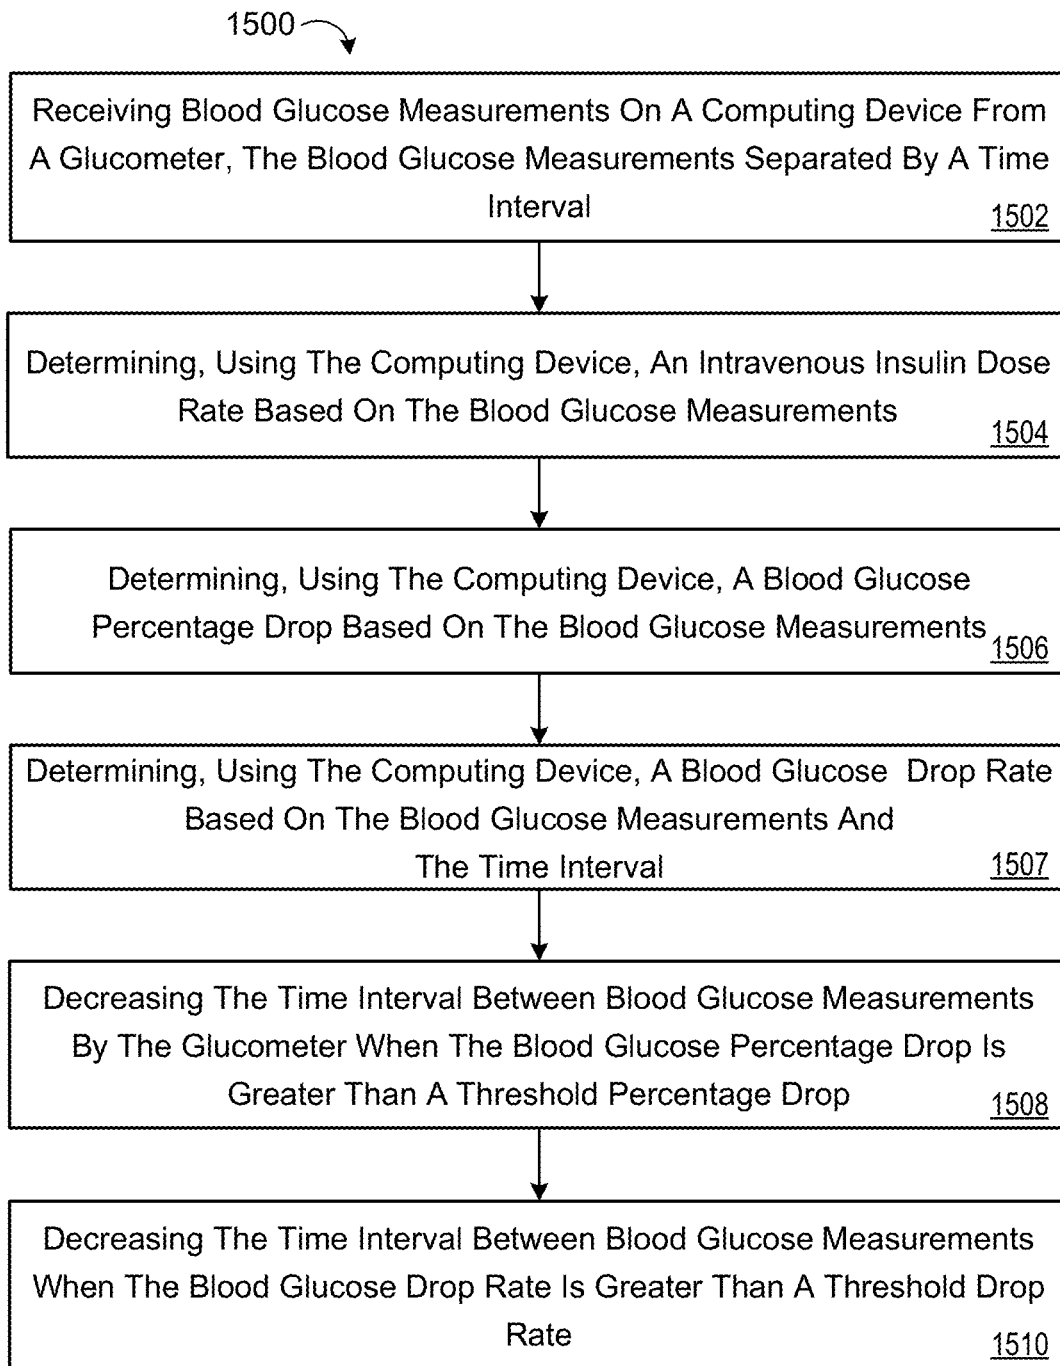 1500
Receiving Blood Glucose Measurements On A Computing Device From
A Glucometer, The Blood Glucose Measurements Separated By A Time
Interval
1502
Determining, Using The Computing Device, An Intravenous Insulin Dose
Rate Based On The Blood Glucose Measurements
1504
Determining, Using The Computing Device, A Blood Glucose
Percentage Drop Based On The Blood Glucose Measurements
1506
Determining, Using The Computing Device, A Blood Glucose Drop Rate
Based On The Blood Glucose Measurements And
The Time Interval
1507
Decreasing The Time Interval Between Blood Glucose Measurements
By The Glucometer When The Blood Glucose Percentage Drop Is
Greater Than A Threshold Percentage Drop
1508
Decreasing The Time Interval Between Blood Glucose Measurements
When The Blood Glucose Drop Rate Is Greater Than A Threshold Drop
Rate
1510